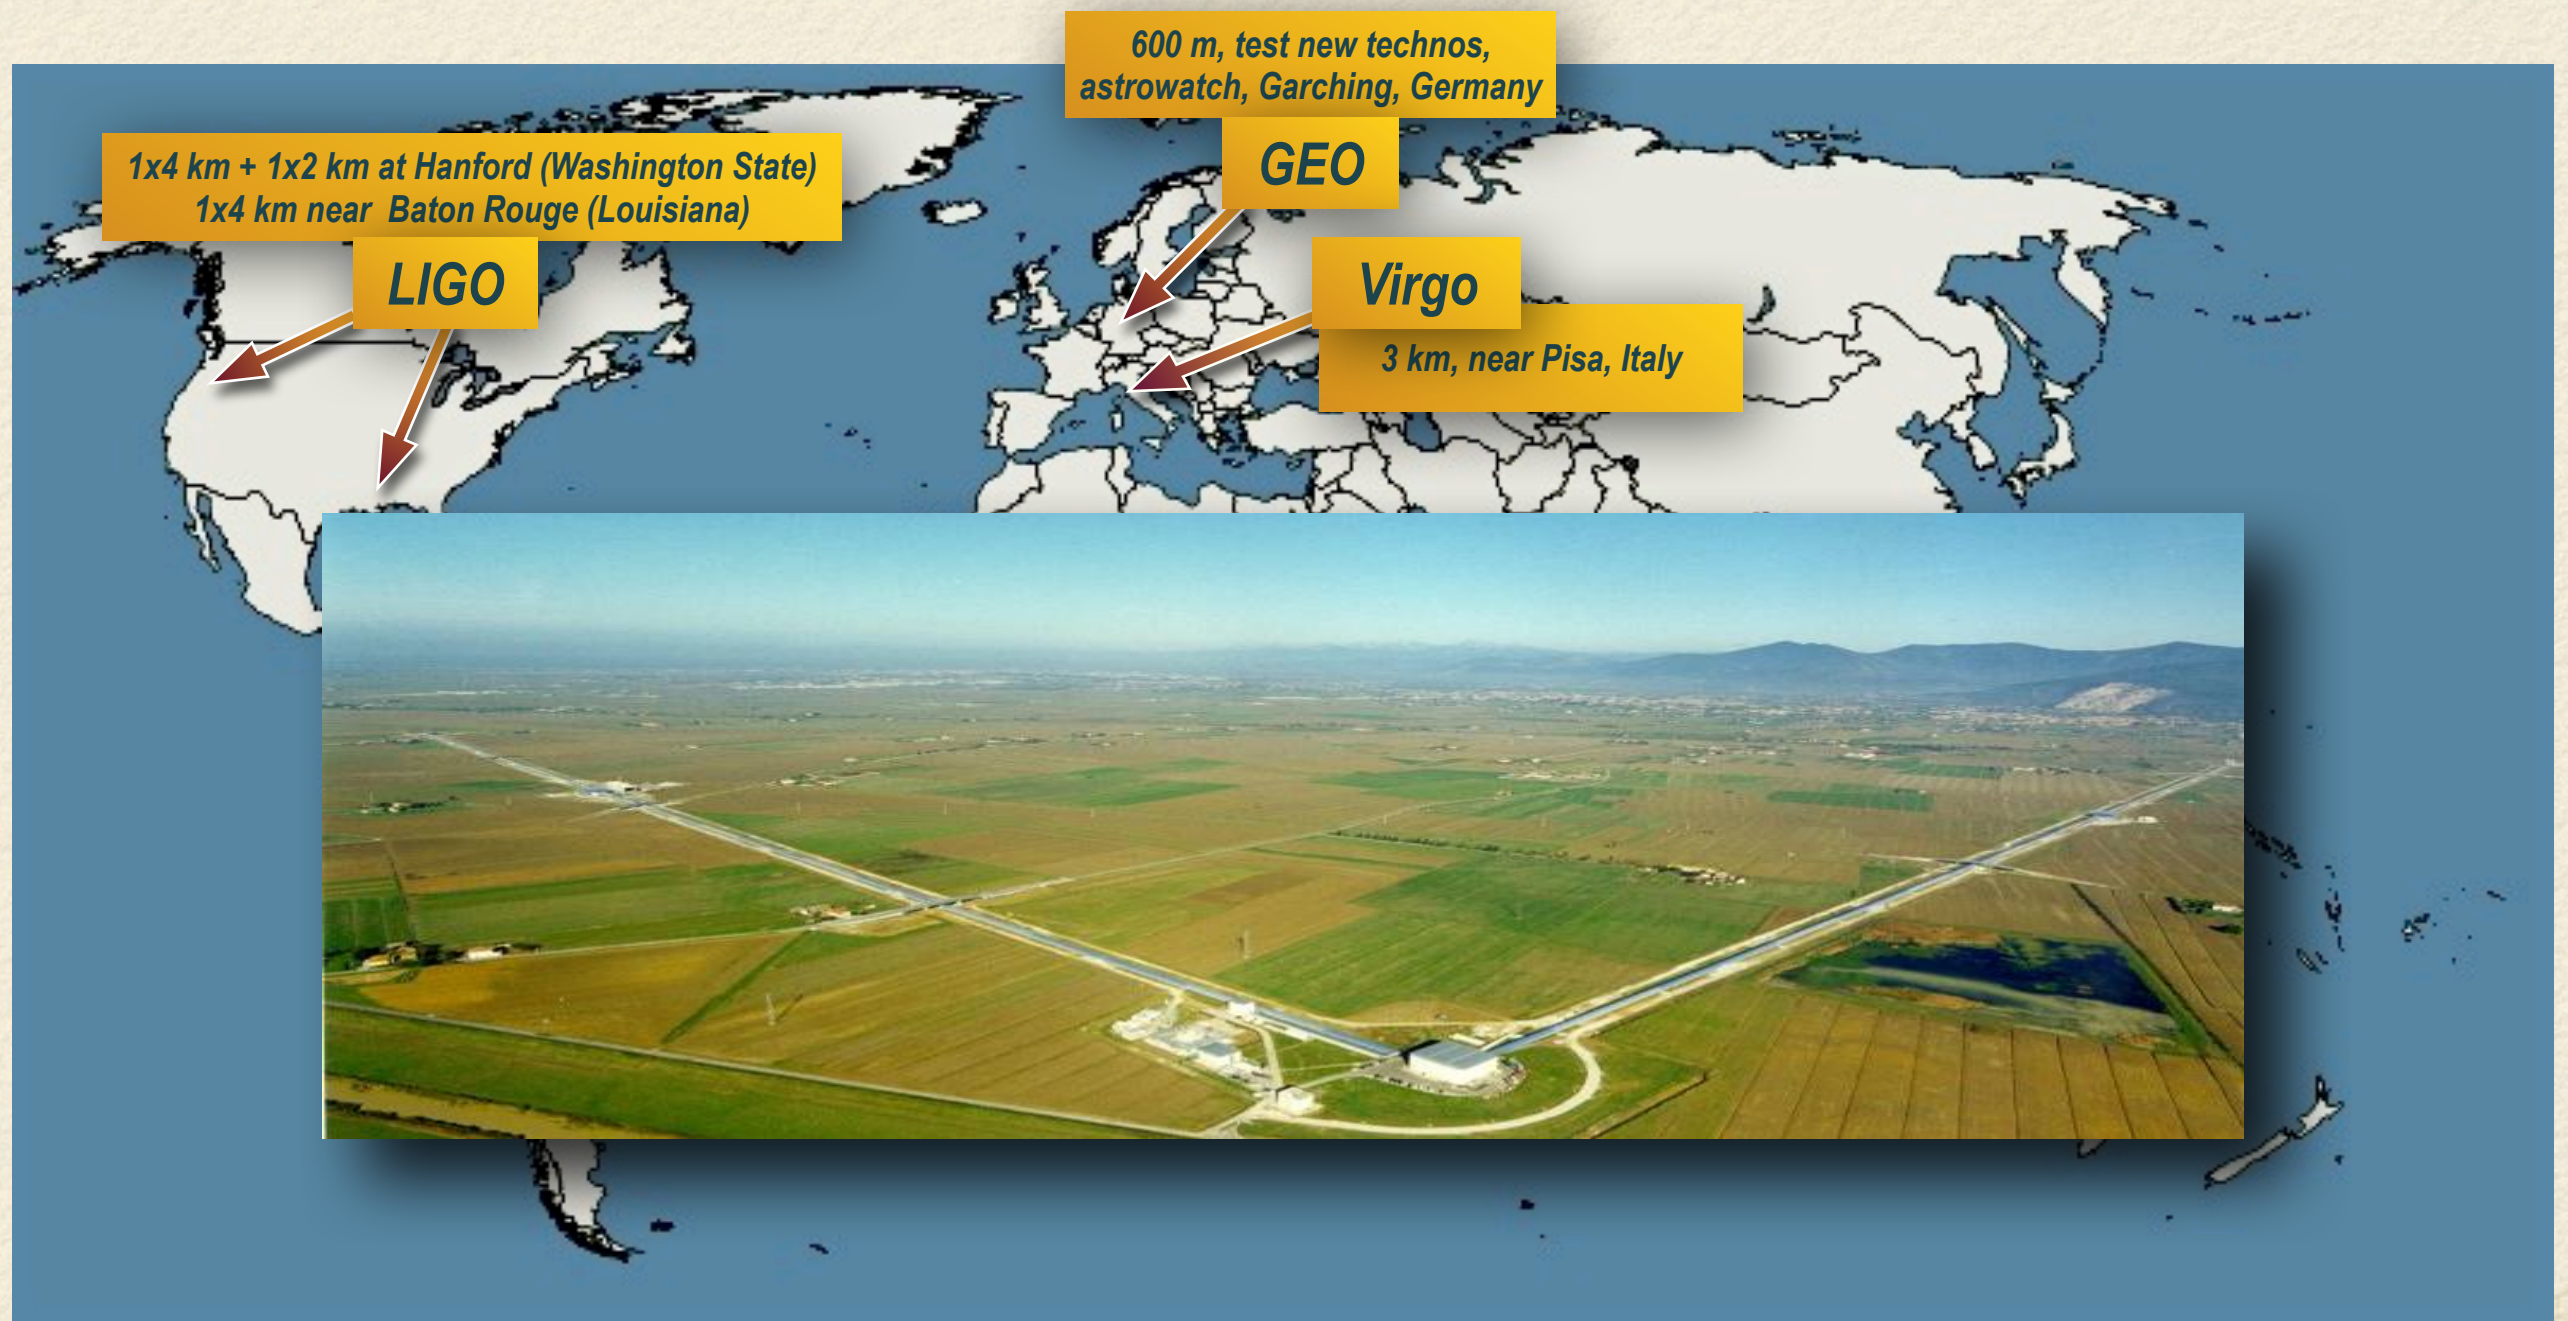 600 m, test new technos,
astrowatch, Garching, Germany
GEO
1x4 km + 1x2 km at Hanford (Washington State)
1x4 km near Baton Rouge (Louisiana)
LIGO
Virgo
3 km, near Pisa, Italy